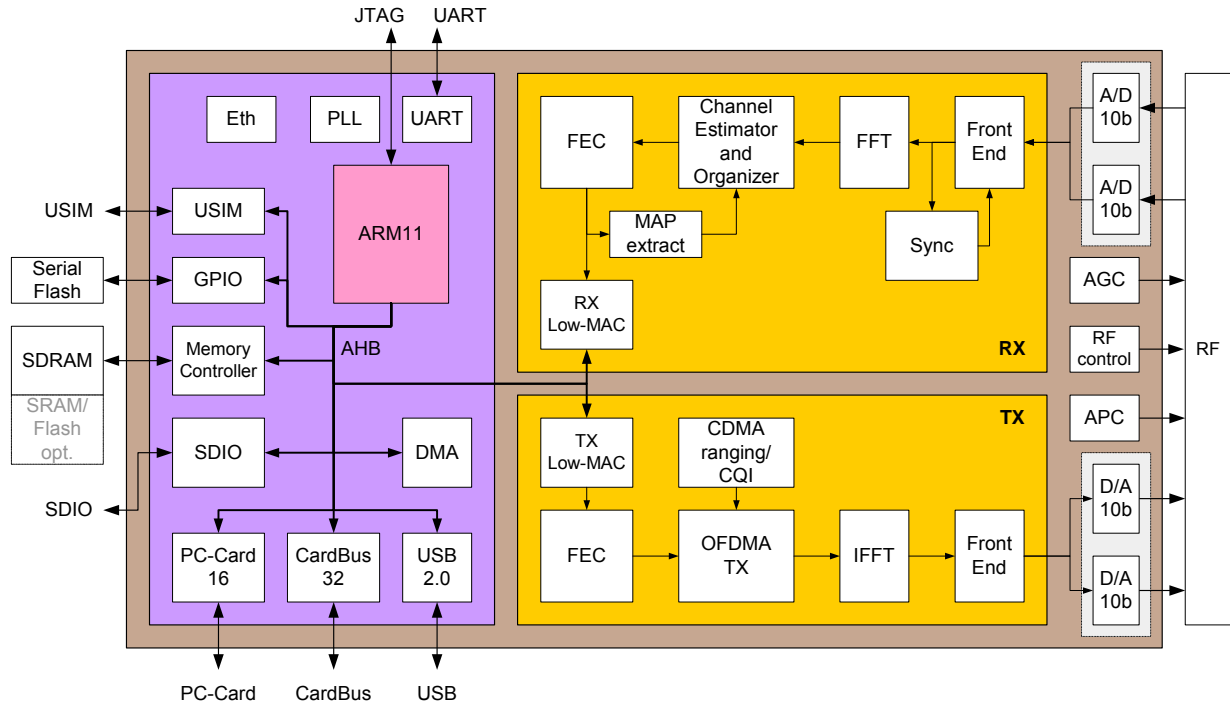 JTAG
UART
Eth
PLL
UART
USIM
USIM
ARM11
Serial
Flash
GPIO
SDRAM
Memory
Controller
AHB
SRAM/
Flash
opt.
SDIO
DMA
SDIO
PC-Card
16
CardBus
32
USB
2.0
PC-Card
CardBus
USB
FEC
Channel
Estimator
and
Organizer
FFT
Front
End
MAP
extract
Sync
RX
Low-MAC
RX
TX
TX
Low-MAC
CDMA
ranging/
CQI
FEC
OFDMA
TX
IFFT
Front
End
A/D
10b
A/D
10b
AGC
RF
control
APC
D/A
10b
D/A
10b
RF